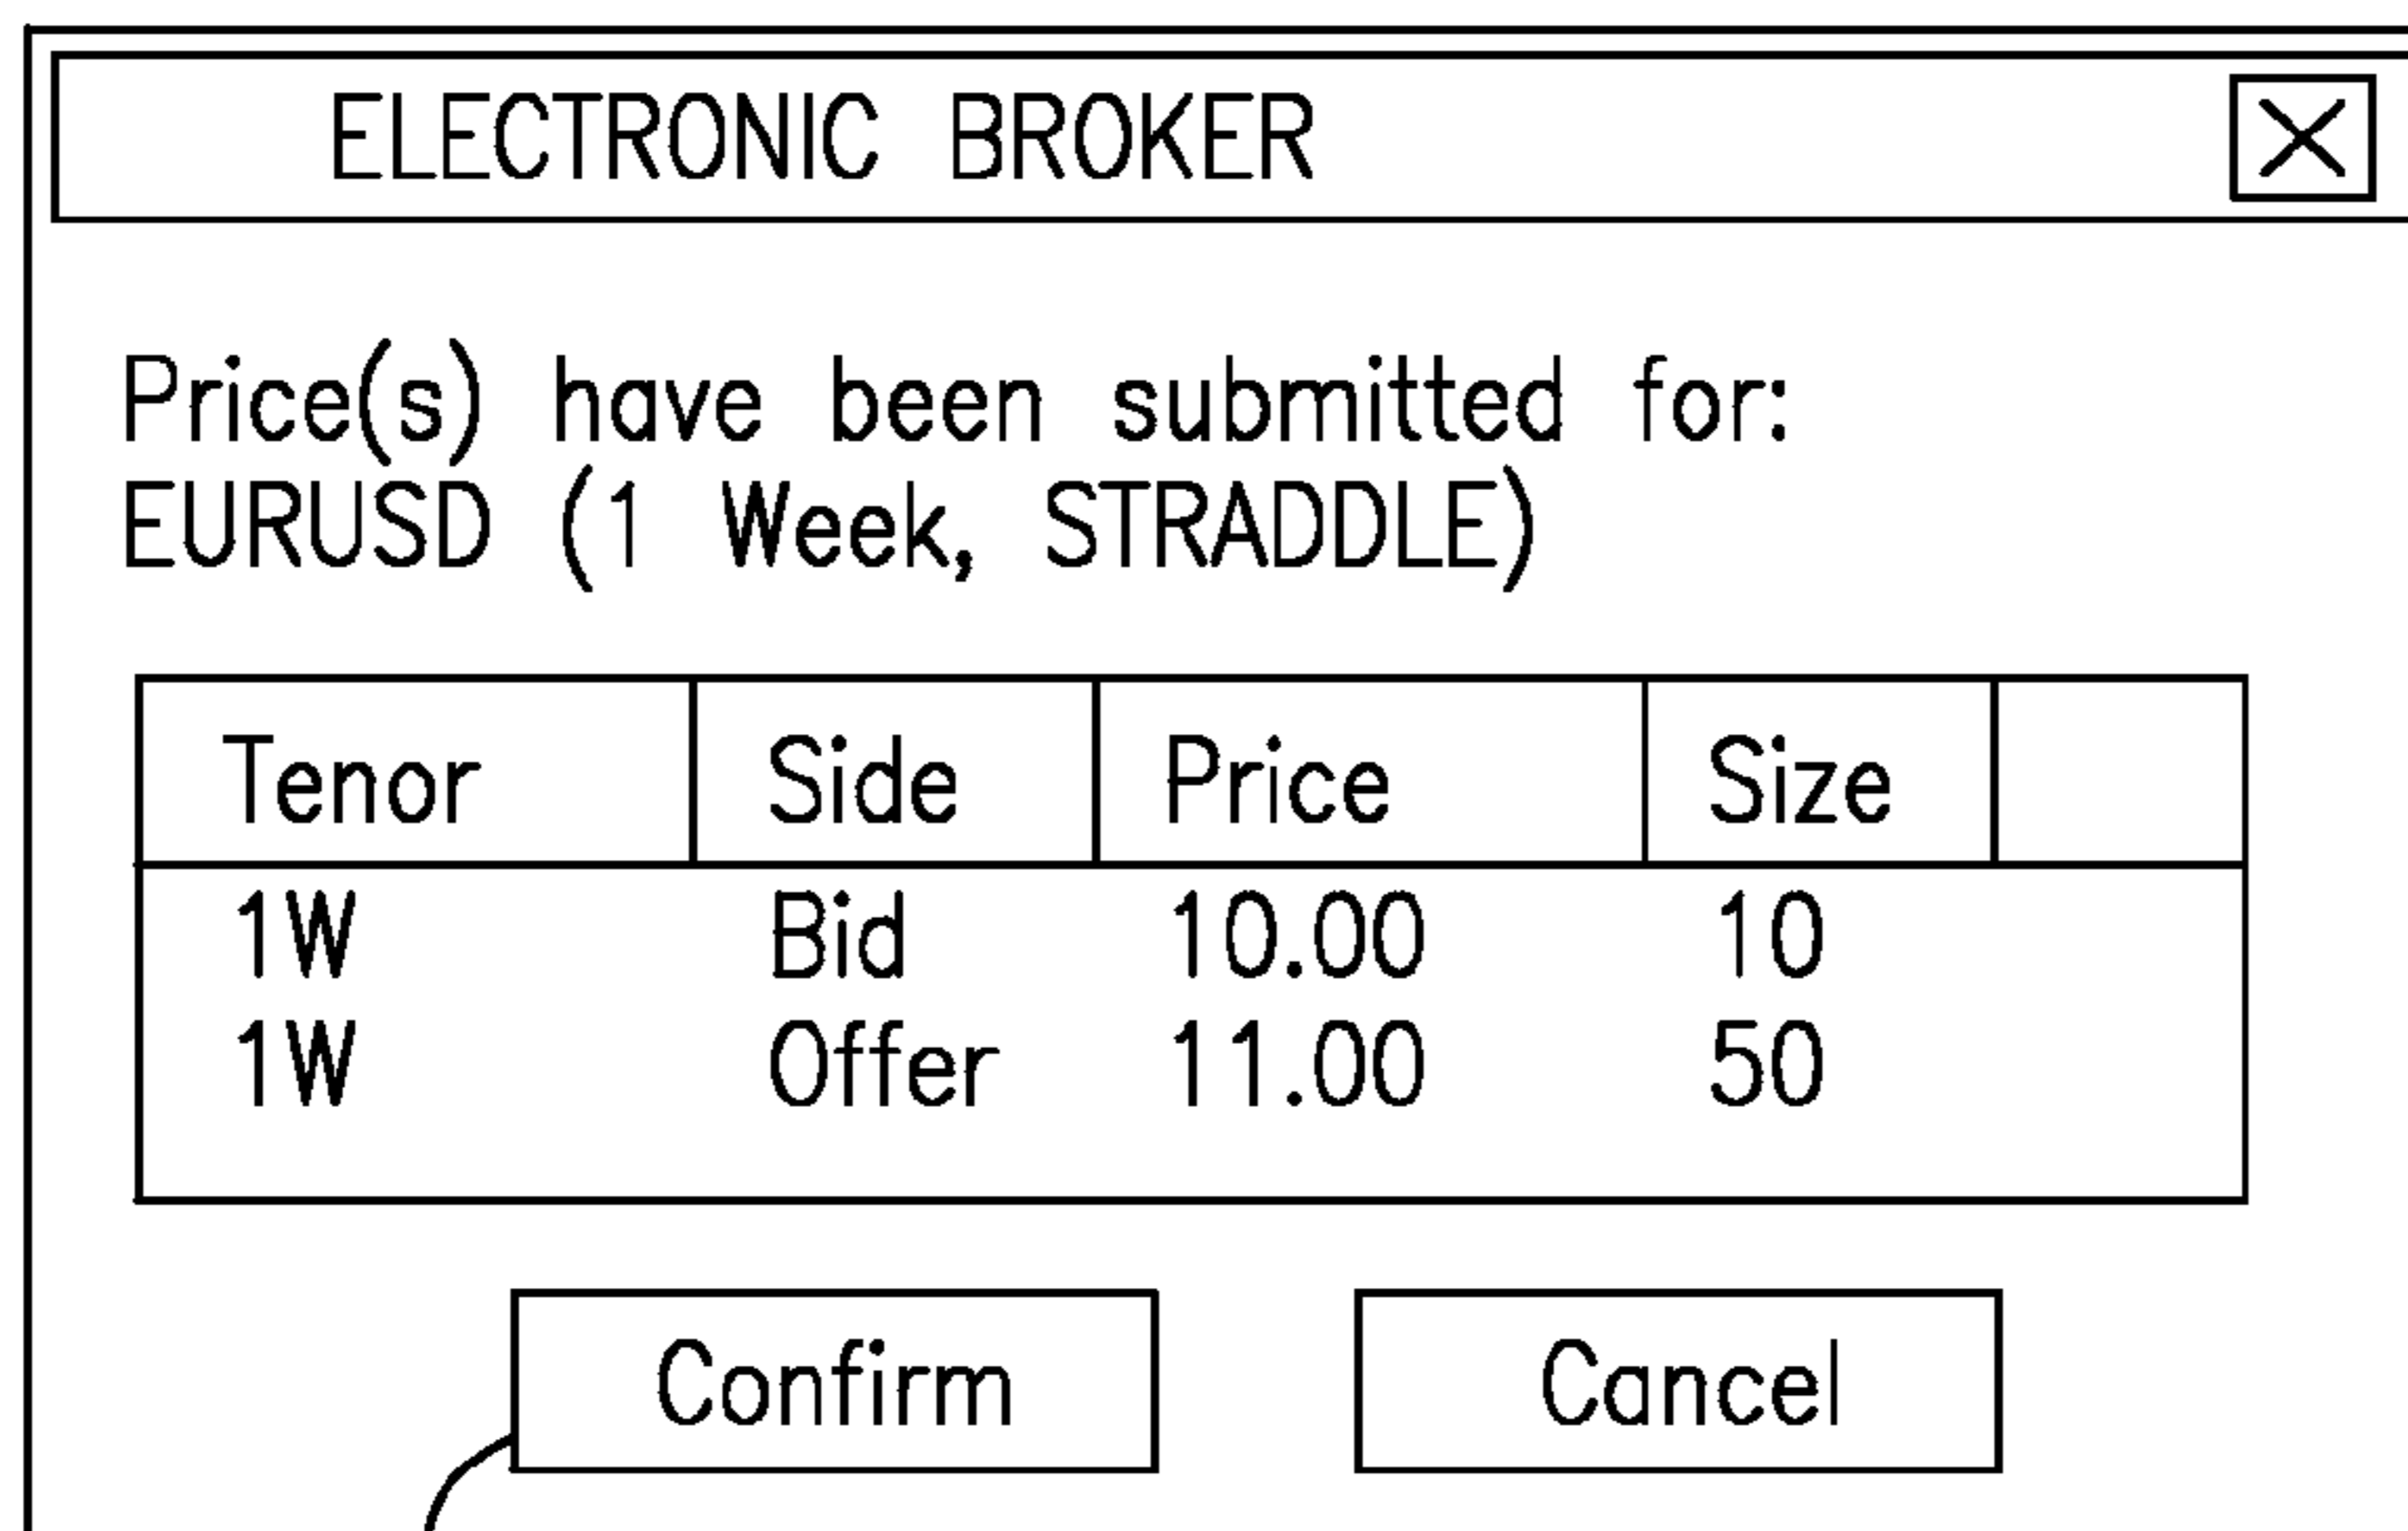 ELECTRONIC BROKER
Price(s) have been submitted for:
EURUSD (1 Week, STRADDLE)
Tenor Side Price Size
1W Bid 10.00 10
1W Offer 11.00 50
Confirm Cancel